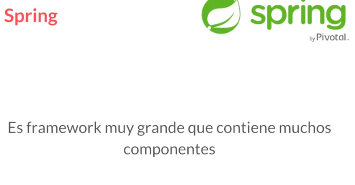 Spring
spring
by Pivotal.
Es framework muy grande que contiene muchos
componentes